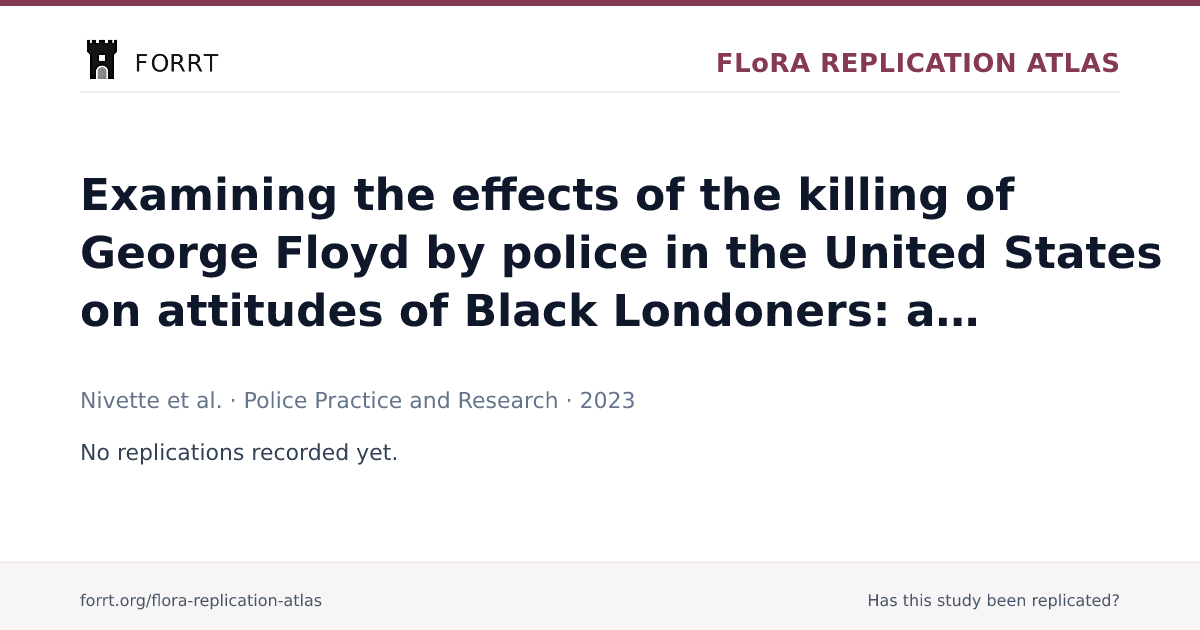 FORRT
FLoRA REPLICATION ATLAS
Examining the effects of the killing of
George Floyd by police in the United States
on attitudes of Black Londoners: a…
Nivette et al. · Police Practice and Research · 2023
No replications recorded yet.
forrt.org/flora-replication-atlas
Has this study been replicated?